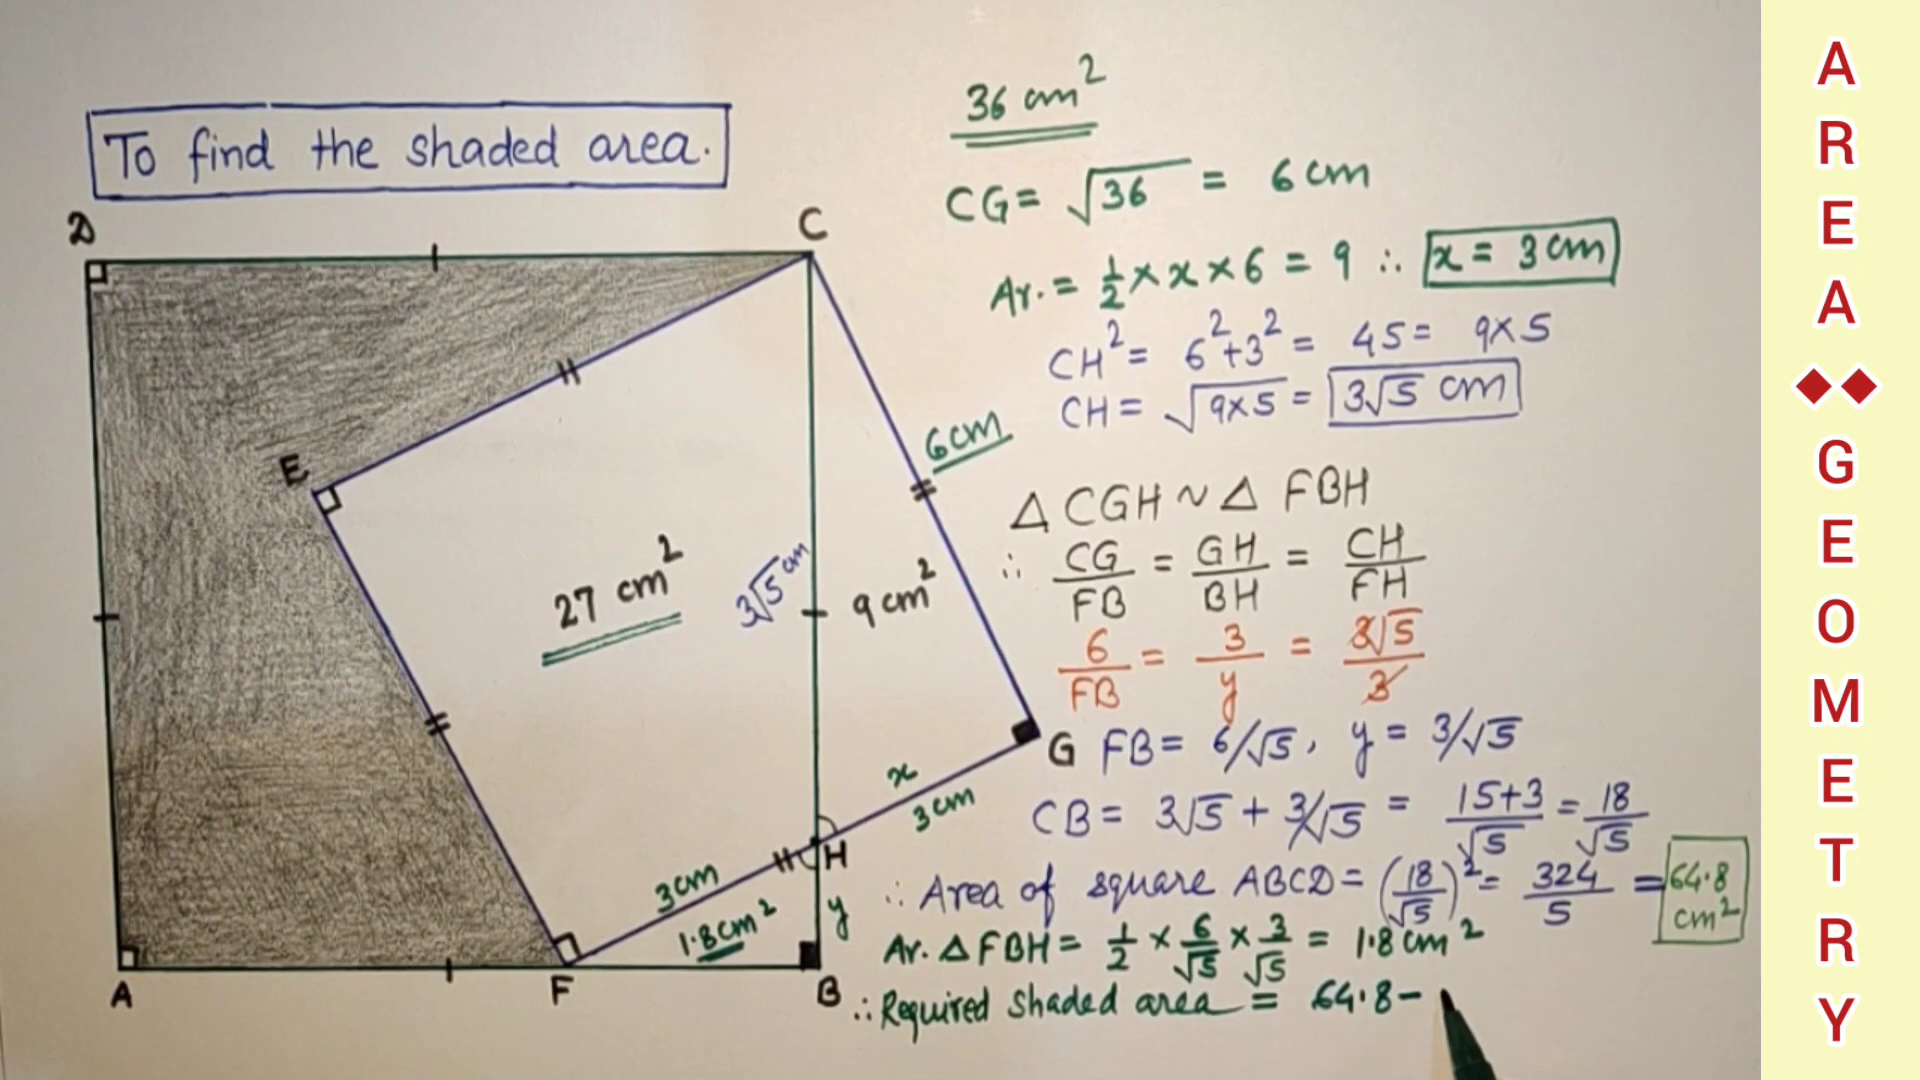 To find the shaded area.
D
C
E
27 cm²
3√5 cm
9 cm²
6cm
G
x
3cm
H
3cm
1.8cm²
y
A
F
B
36 cm²
CG = √36 = 6 cm
Ar. = 1/2 × x × 6 = 9 ∴ x = 3 cm
CH² = 6² + 3² = 45 = 9×5
CH = √9×5 = 3√5 cm
△ CGH ~ △ FBH
∴ CG/FB = GH/BH = CH/FH
6/FB = 3/y = 3√5/3
FB = 6/√5, y = 3/√5
CB = 3√5 + 3/√5 = 15+3/√5 = 18/√5
∴ Area of square ABCD = (18/√5)² = 324/5 = 64.8 cm²
Ar. △ FBH = 1/2 × 6/√5 × 3/√5 = 1.8 cm²
∴ Required shaded area = 64.8 –
AREA
GEOMETRY